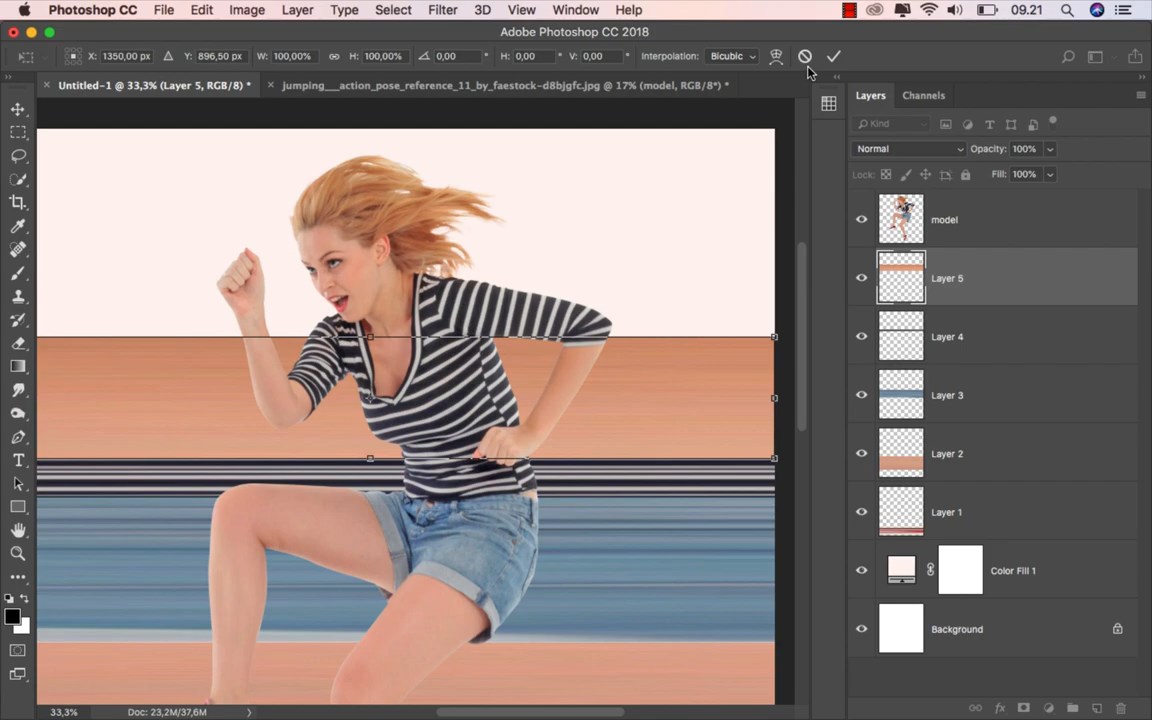 Photoshop CC File Edit Image Layer Type Select Filter 3D View Window Help 09.21
Adobe Photoshop CC 2018
X: 1350,00 px Y: 896,50 px W: 100,00% H: 100,00% 0,00 H: 0,00 V: 0,00 Interpolation: Bicubic
Untitled-1 @ 33,3% (Layer 5, RGB/8) * jumping___action_pose_reference_11_by_faestock-d8bjgfc.jpg @ 17% (model, RGB/8*) *
Layers Channels
Kind
Normal Opacity: 100%
Lock: Fill: 100%
model
Layer 5
Layer 4
Layer 3
Layer 2
Layer 1
Color Fill 1
Background
33,3% Doc: 23,2M/37,6M